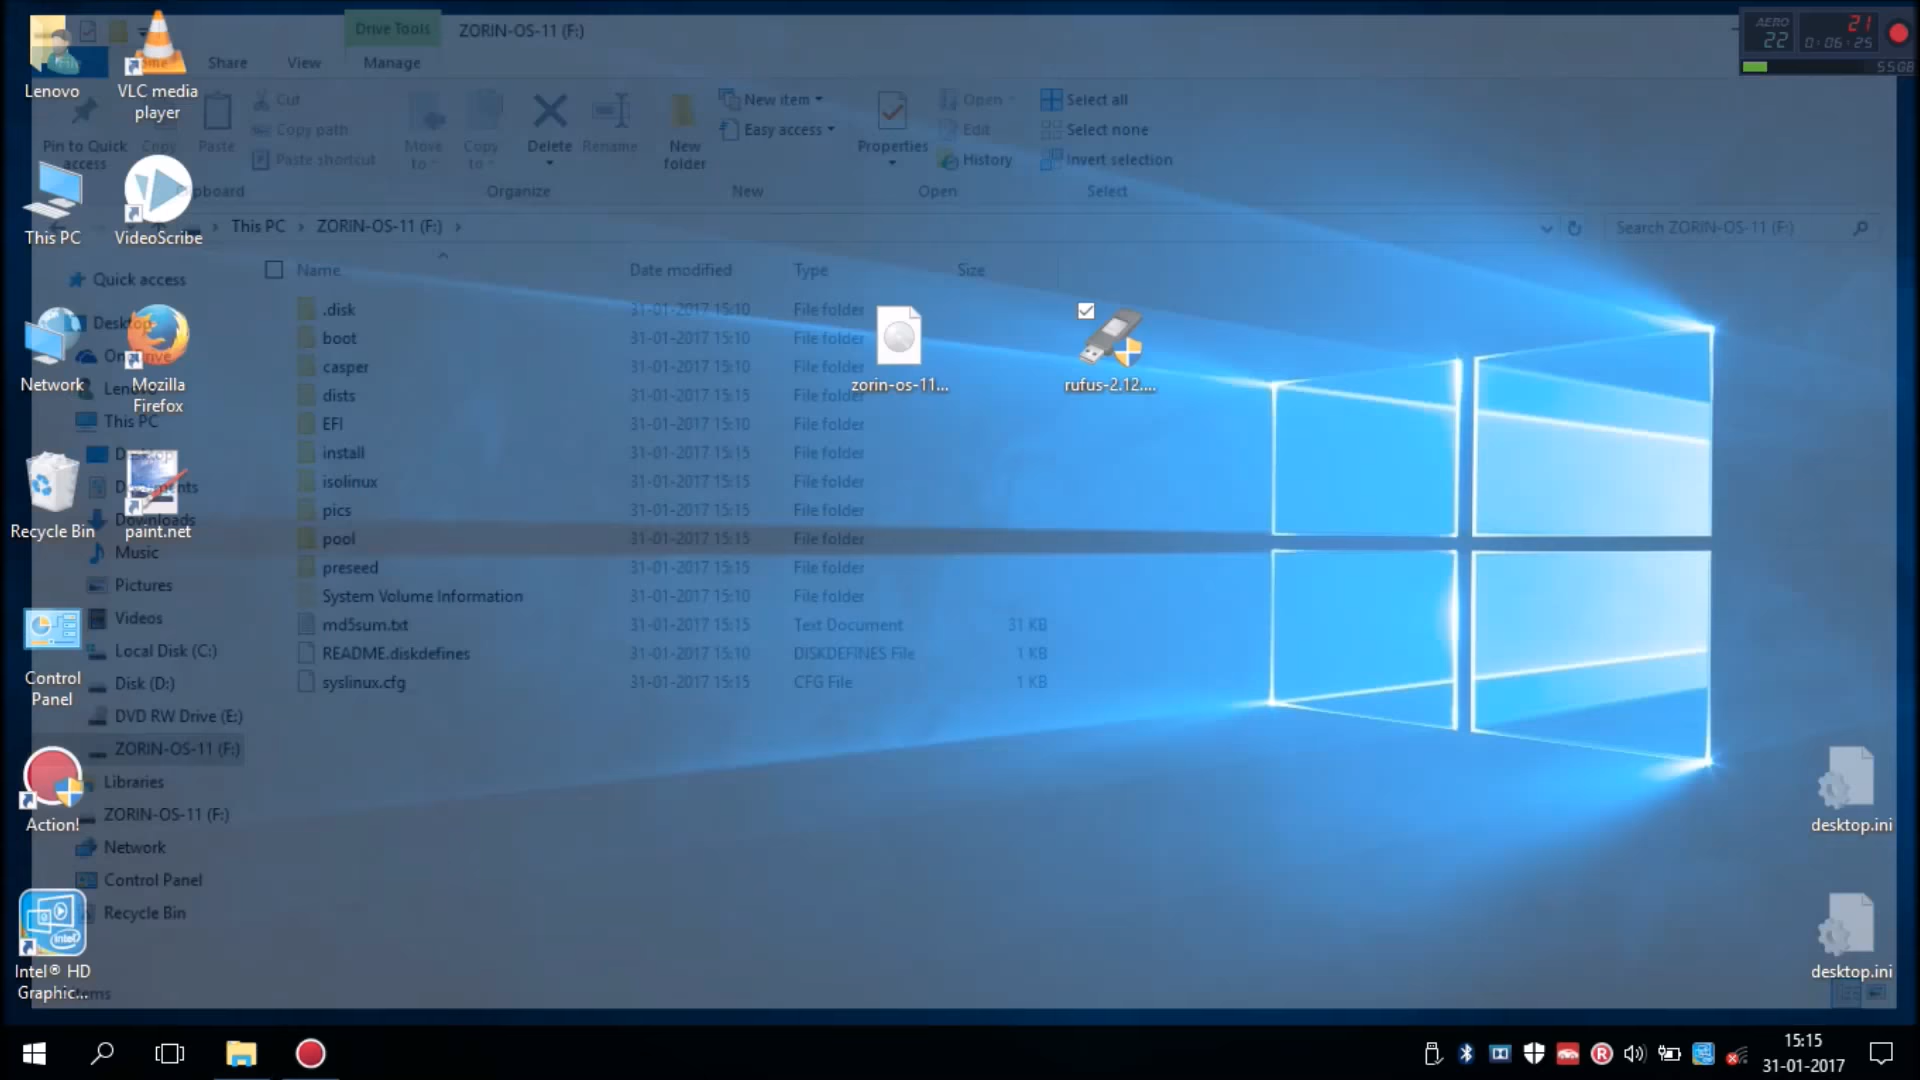 Drive Tools
ZORIN-OS-11 (F:)
Share
View
Manage
AERO
22
21
0:06:25
55GB
Lenovo
VLC media
player
Pin to Quick
access
Copy
Paste
Cut
Copy path
Paste shortcut
Move
to
Copy
to
Delete
Rename
New
folder
New item
Easy access
Properties
Open
Edit
History
Select all
Select none
Invert selection
Organize
New
Open
Select
This PC
VideoScribe
This PC
ZORIN-OS-11 (F:)
Search ZORIN-OS-11 (F:)
Name
Date modified
Type
Size
.disk 31-01-2017 15:10 File folder
boot 31-01-2017 15:10 File folder
casper 31-01-2017 15:10 File folder
dists 31-01-2017 15:15 File folder
EFI 31-01-2017 15:10 File folder
install 31-01-2017 15:15 File folder
isolinux 31-01-2017 15:15 File folder
pics 31-01-2017 15:15 File folder
pool 31-01-2017 15:15 File folder
preseed 31-01-2017 15:15 File folder
System Volume Information 31-01-2017 15:10 File folder
md5sum.txt 31-01-2017 15:15 Text Document 31 KB
README.diskdefines 31-01-2017 15:10 DISKDEFINES File 1 KB
syslinux.cfg 31-01-2017 15:15 CFG File 1 KB
zorin-os-11...
rufus-2.12....
Quick access
Desktop
OneDrive
This PC
Documents
Downloads
Music
Pictures
Videos
Local Disk (C:)
Disk (D:)
DVD RW Drive (E:)
ZORIN-OS-11 (F:)
Libraries
ZORIN-OS-11 (F:)
Network
Control Panel
Recycle Bin
Network
Mozilla
Firefox
Recycle Bin
paint.net
Control
Panel
Action!
intel
Intel® HD
Graphic...
desktop.ini
desktop.ini
15:15
31-01-2017